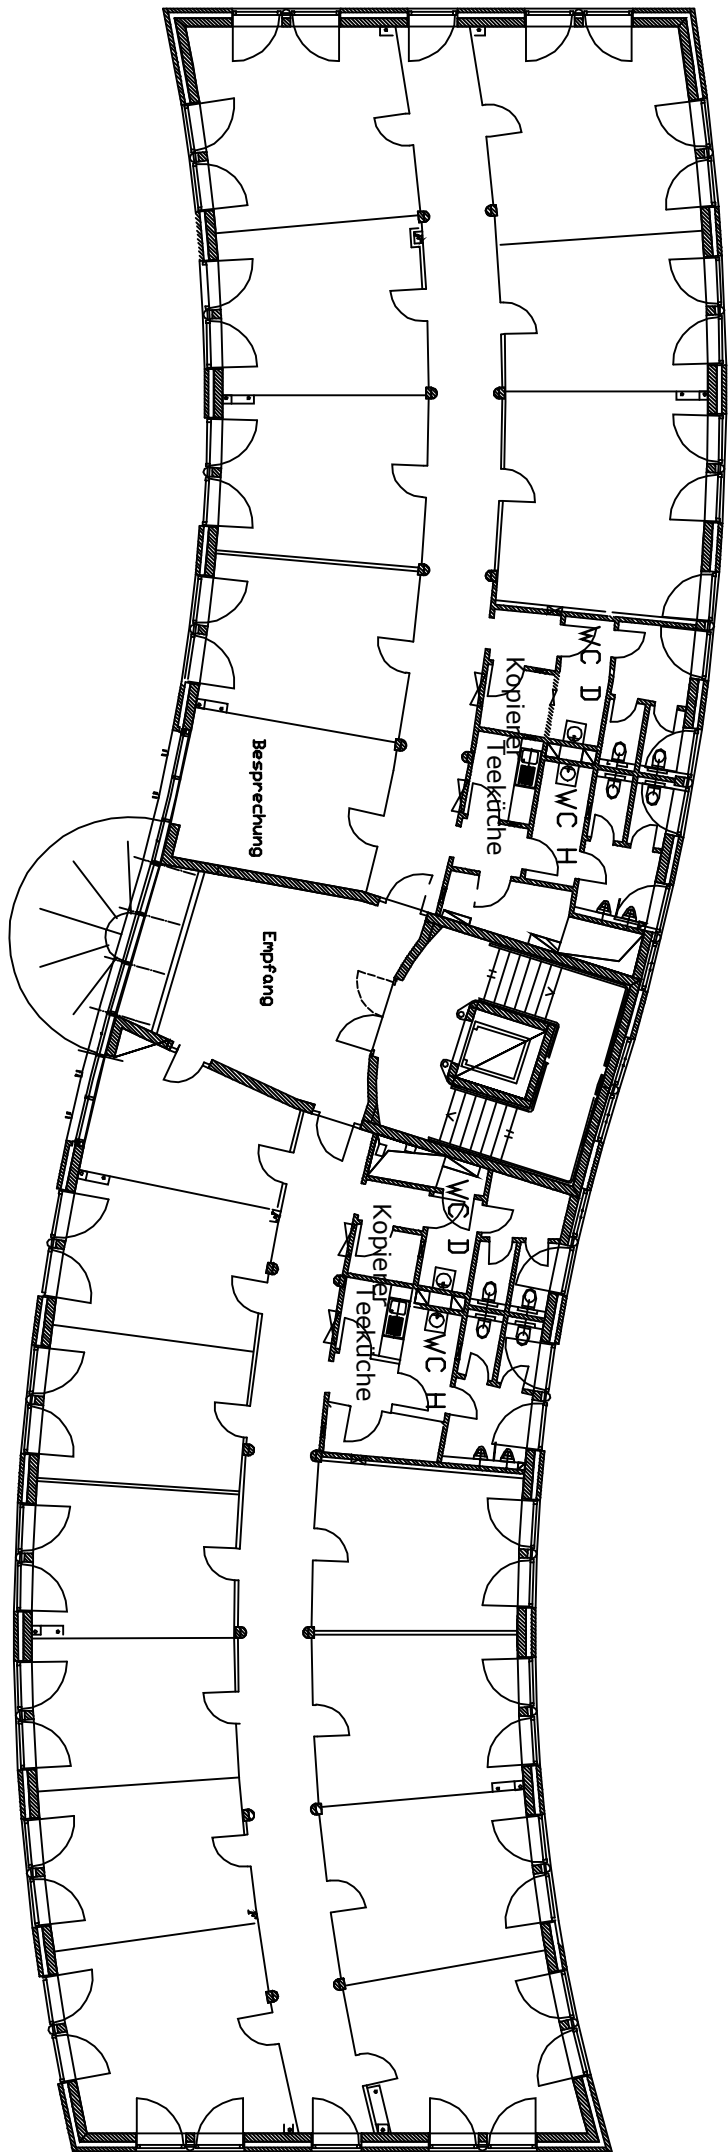 WC D
Kopierer
Teeküche
WC H
Besprechung
Empfang
WC D
Kopierer
Teeküche
WC H